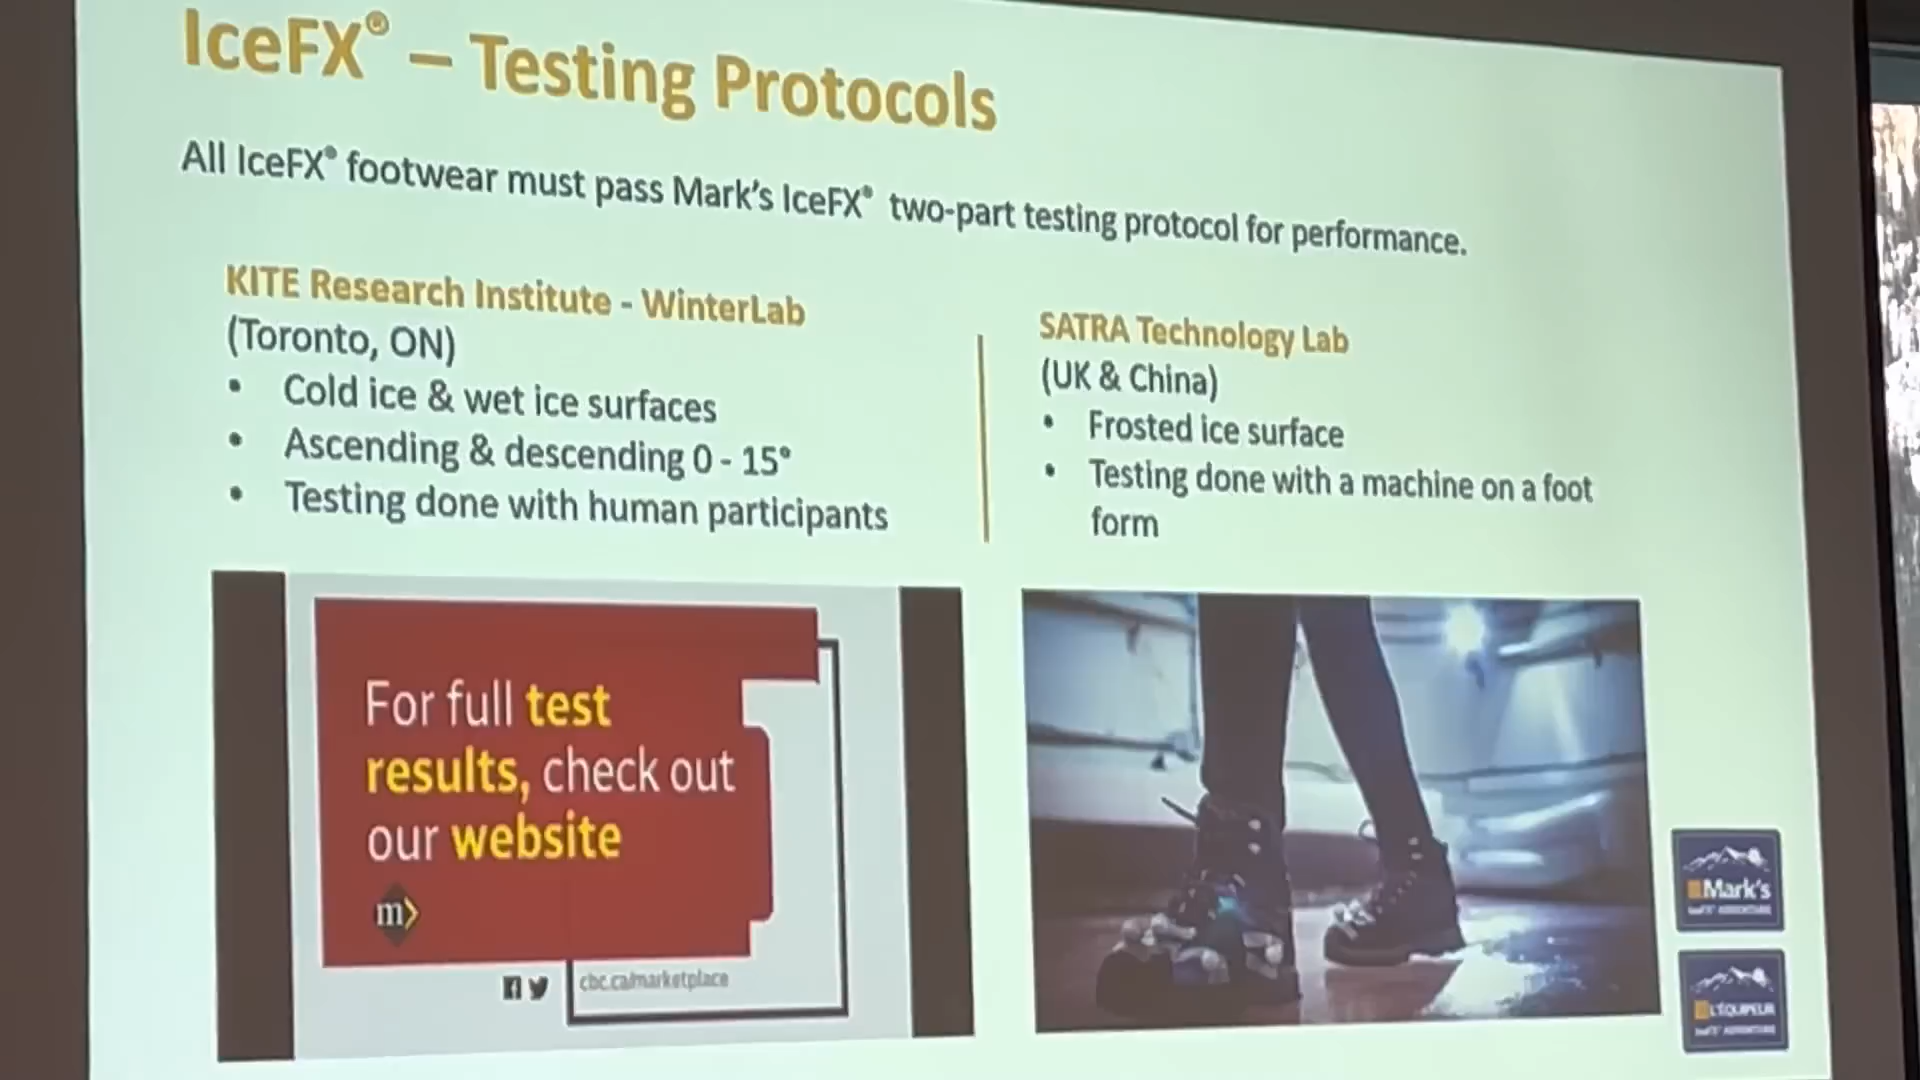 IceFX® – Testing Protocols
All IceFX® footwear must pass Mark's IceFX® two-part testing protocol for performance.
KITE Research Institute - WinterLab
(Toronto, ON)
• Cold ice & wet ice surfaces
• Ascending & descending 0 - 15°
• Testing done with human participants
SATRA Technology Lab
(UK & China)
• Frosted ice surface
• Testing done with a machine on a foot
form
For full test
results, check out
our website
m>
cbc.ca/marketplace
Mark's
L'ÉQUIPEUR